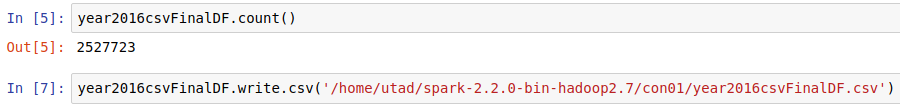 In [5]: year2016csvFinalDF.count()
Out[5]: 2527723
In [7]: year2016csvFinalDF.write.csv('/home/utad/spark-2.2.0-bin-hadoop2.7/con01/year2016csvFinalDF.csv')